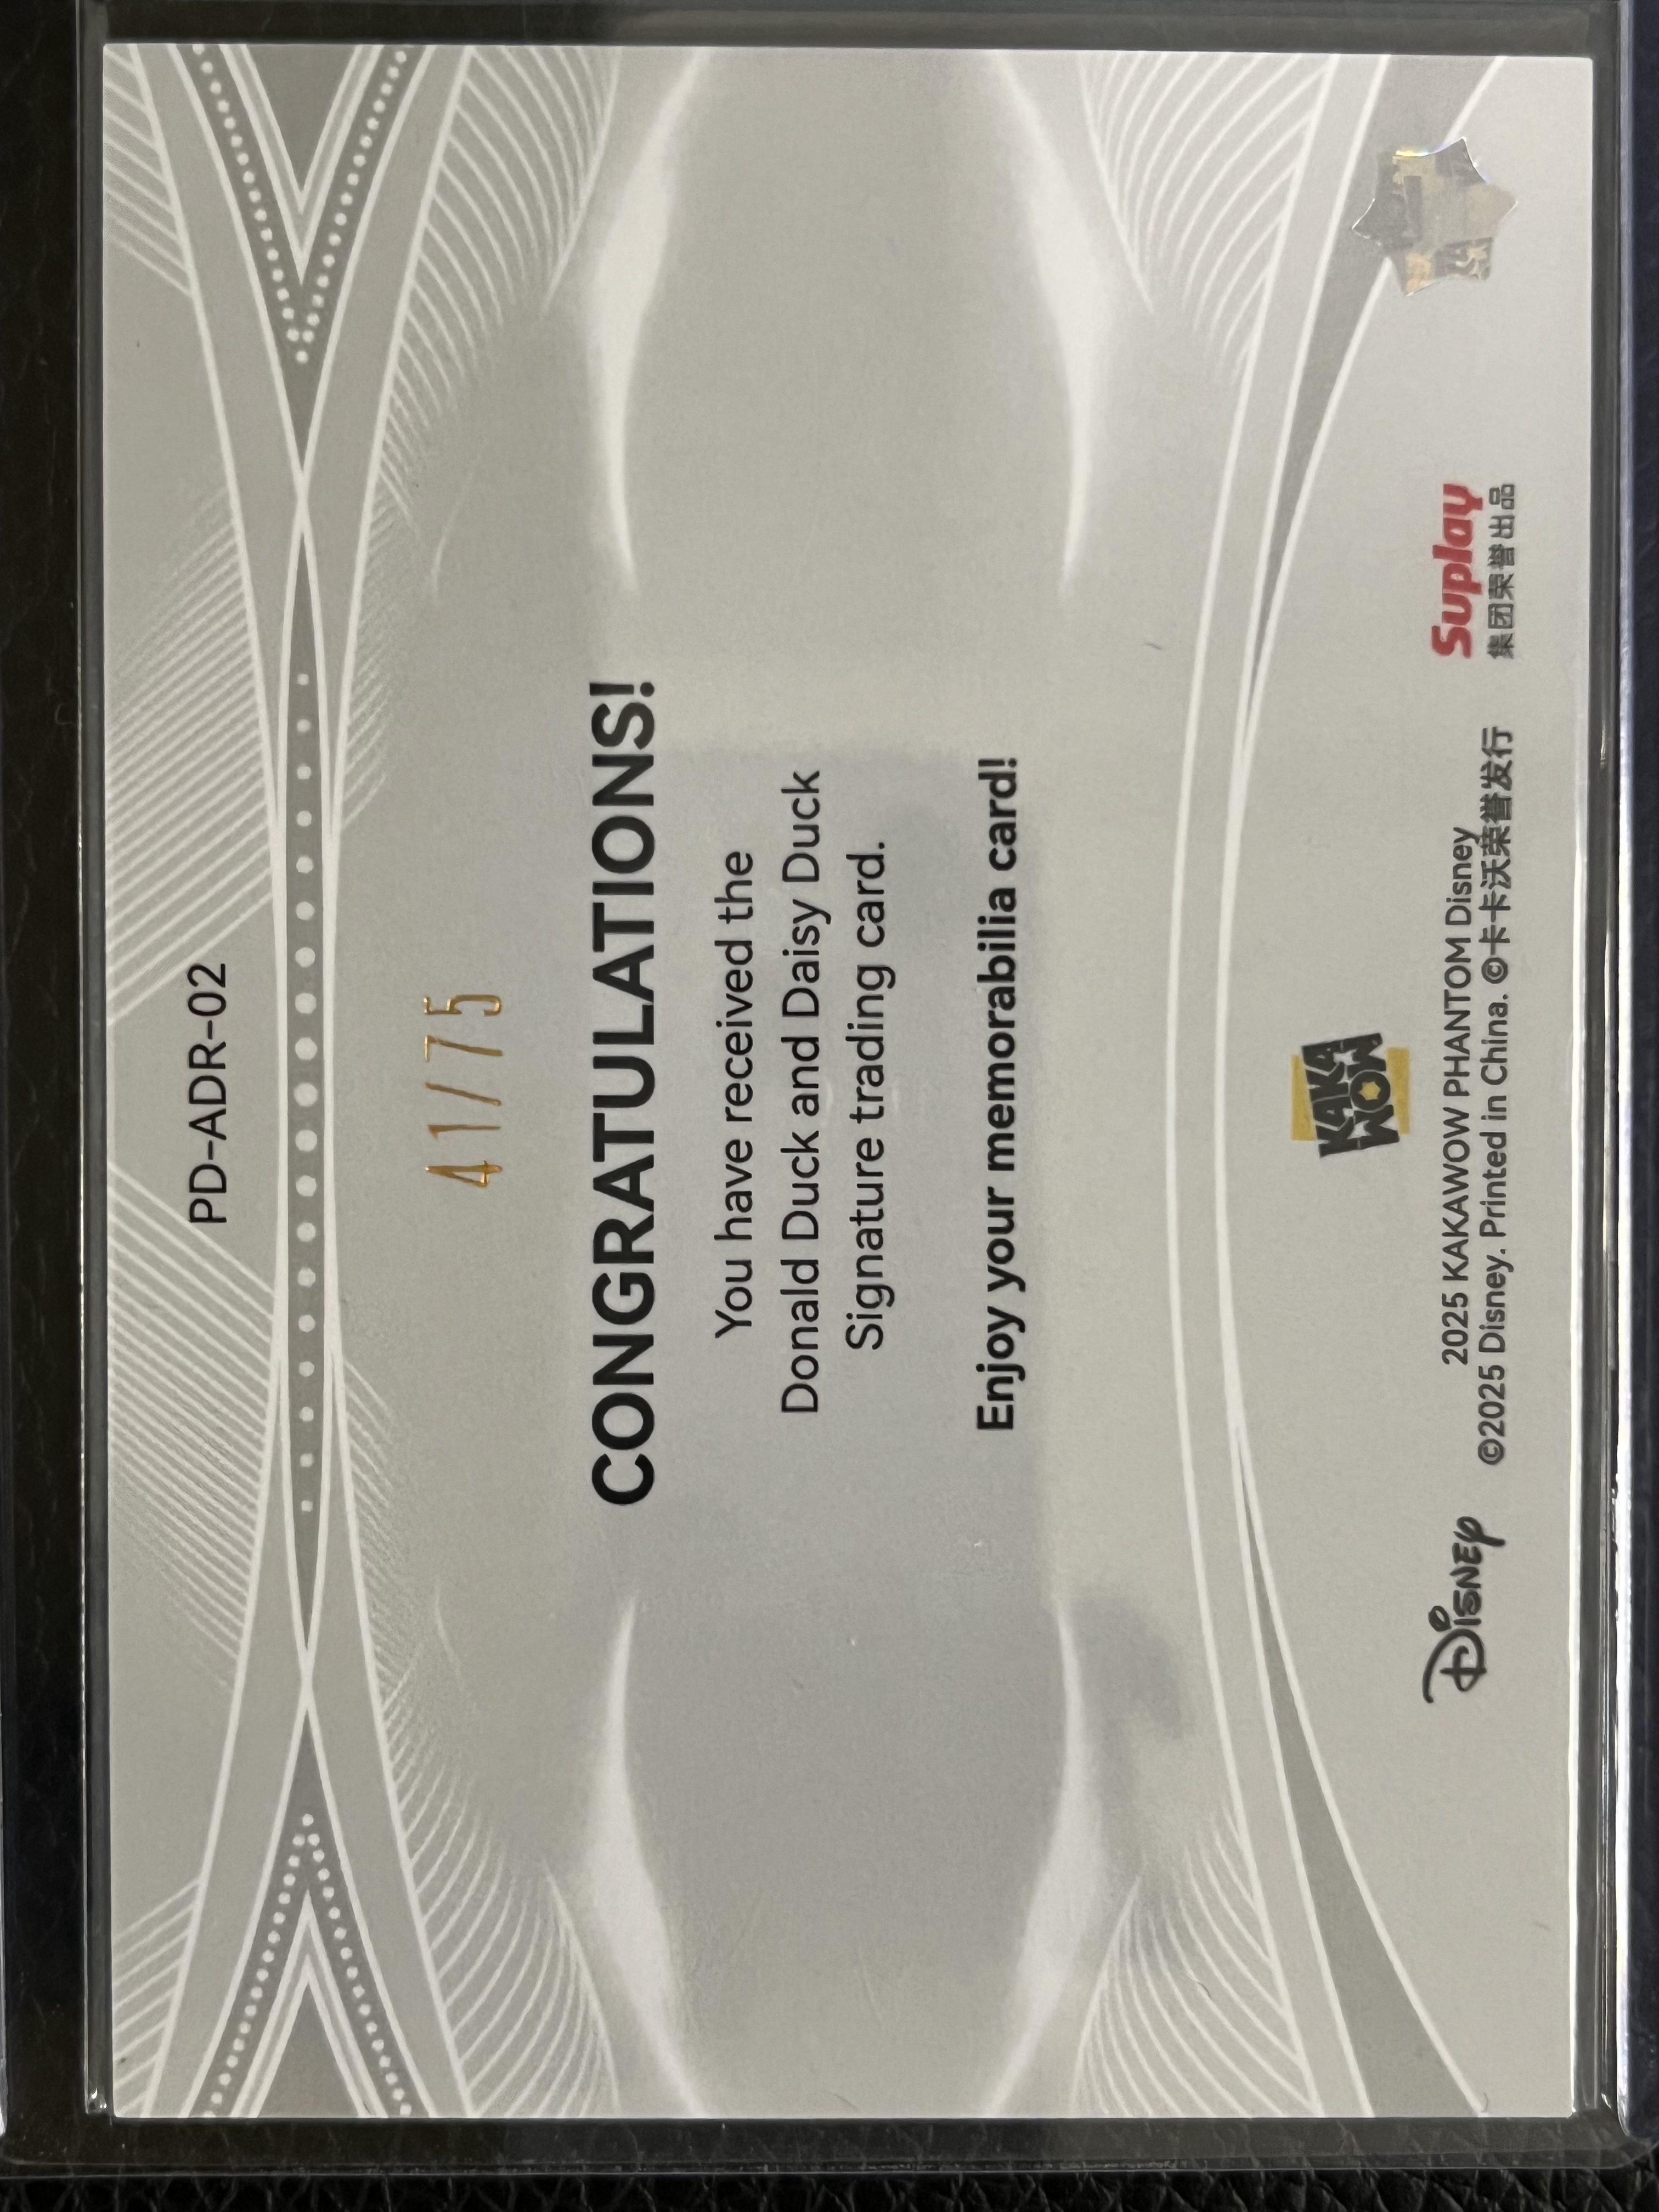 PD-ADR-02
41/75
CONGRATULATIONS!
You have received the
Donald Duck and Daisy Duck
Signature trading card.
Enjoy your memorabilia card!
KAKA
WOW
Disney
2025 KAKAWOW PHANTOM Disney
©2025 Disney. Printed in China. ©卡卡沃荣誉发行
Suplay
集团荣誉出品